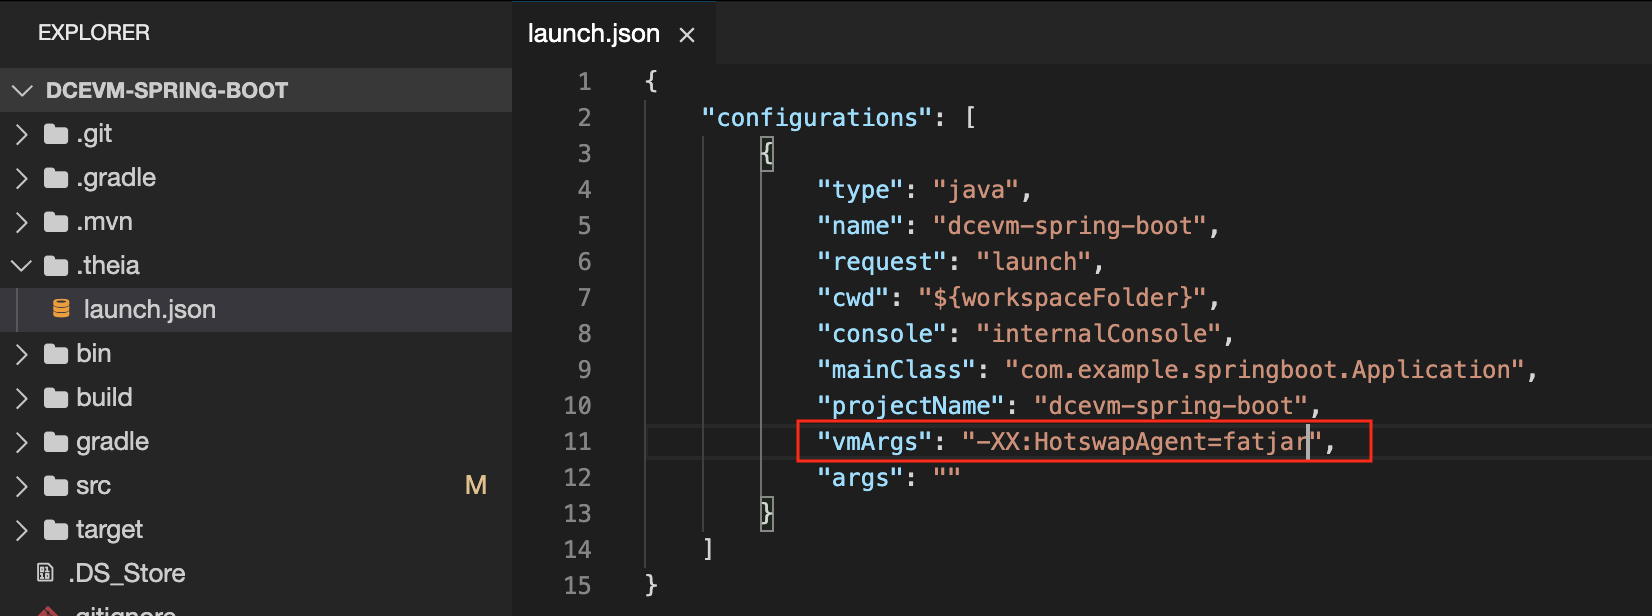 EXPLORER
DCEVM-SPRING-BOOT
.git
.gradle
.mvn
.theia
launch.json
bin
build
gradle
src M
target
.DS_Store
.gitignore
launch.json ×
1 {
2 "configurations": [
3 {
4 "type": "java",
5 "name": "dcevm-spring-boot",
6 "request": "launch",
7 "cwd": "${workspaceFolder}",
8 "console": "internalConsole",
9 "mainClass": "com.example.springboot.Application",
10 "projectName": "dcevm-spring-boot",
11 "vmArgs": "-XX:HotswapAgent=fatjar",
12 "args": ""
13 }
14 ]
15 }